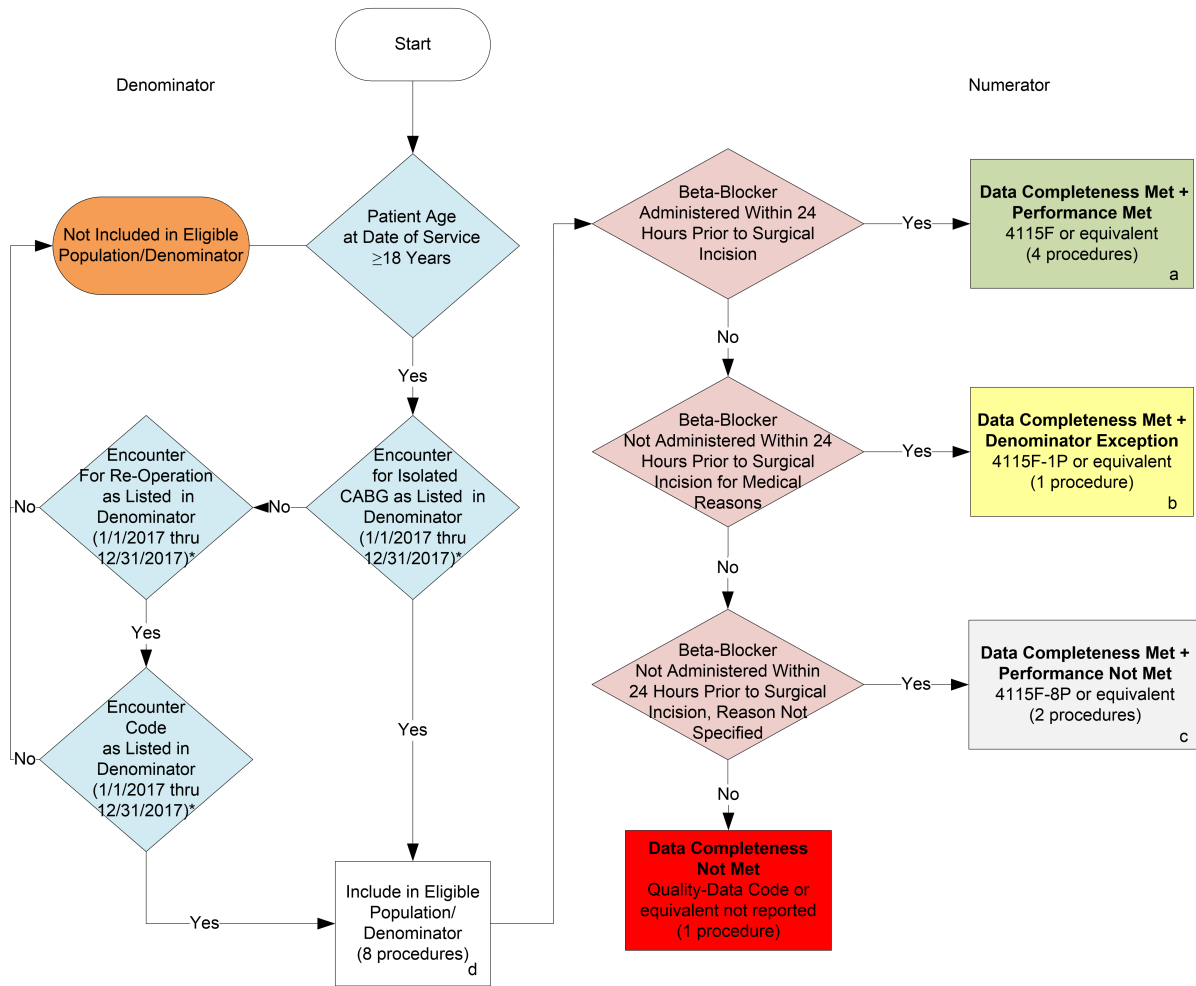 Start
Denominator
Numerator
Patient Age
at Date of Service
≥18 Years
Not Included in Eligible
Population/Denominator
Yes
Encounter
for Isolated
CABG as Listed in
Denominator
(1/1/2017 thru
12/31/2017)*
No
Encounter
For Re-Operation
as Listed in
Denominator
(1/1/2017 thru
12/31/2017)*
No
Yes
Encounter
Code
as Listed in
Denominator
(1/1/2017 thru
12/31/2017)*
No
Yes
Yes
Include in Eligible
Population/
Denominator
(8 procedures)
d
Beta-Blocker
Administered Within 24
Hours Prior to Surgical
Incision
Yes
Data Completeness Met +
Performance Met
4115F or equivalent
(4 procedures)
a
No
Beta-Blocker
Not Administered Within 24
Hours Prior to Surgical
Incision for Medical
Reasons
Yes
Data Completeness Met +
Denominator Exception
4115F-1P or equivalent
(1 procedure)
b
No
Beta-Blocker
Not Administered Within
24 Hours Prior to Surgical
Incision, Reason Not
Specified
Yes
Data Completeness Met +
Performance Not Met
4115F-8P or equivalent
(2 procedures)
c
No
Data Completeness
Not Met
Quality-Data Code or
equivalent not reported
(1 procedure)